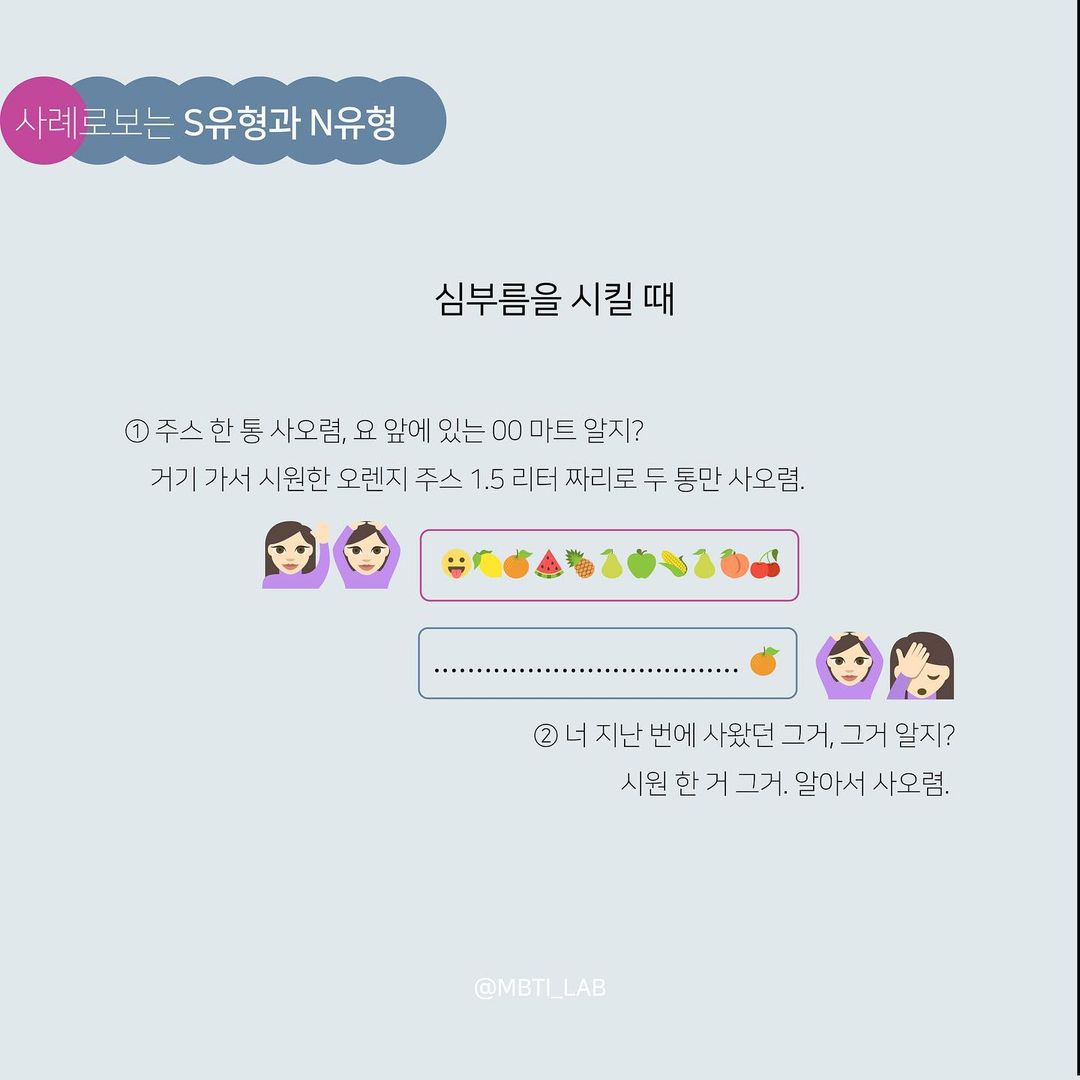 사례로보는 S유형과 N유형
심부름을 시킬 때
① 주스 한 통 사오렴, 요 앞에 있는 00 마트 알지?
거기 가서 시원한 오렌지 주스 1.5 리터 짜리로 두 통만 사오렴.
② 너 지난 번에 사왔던 그거, 그거 알지?
시원 한 거 그거. 알아서 사오렴.
@MBTI_LAB